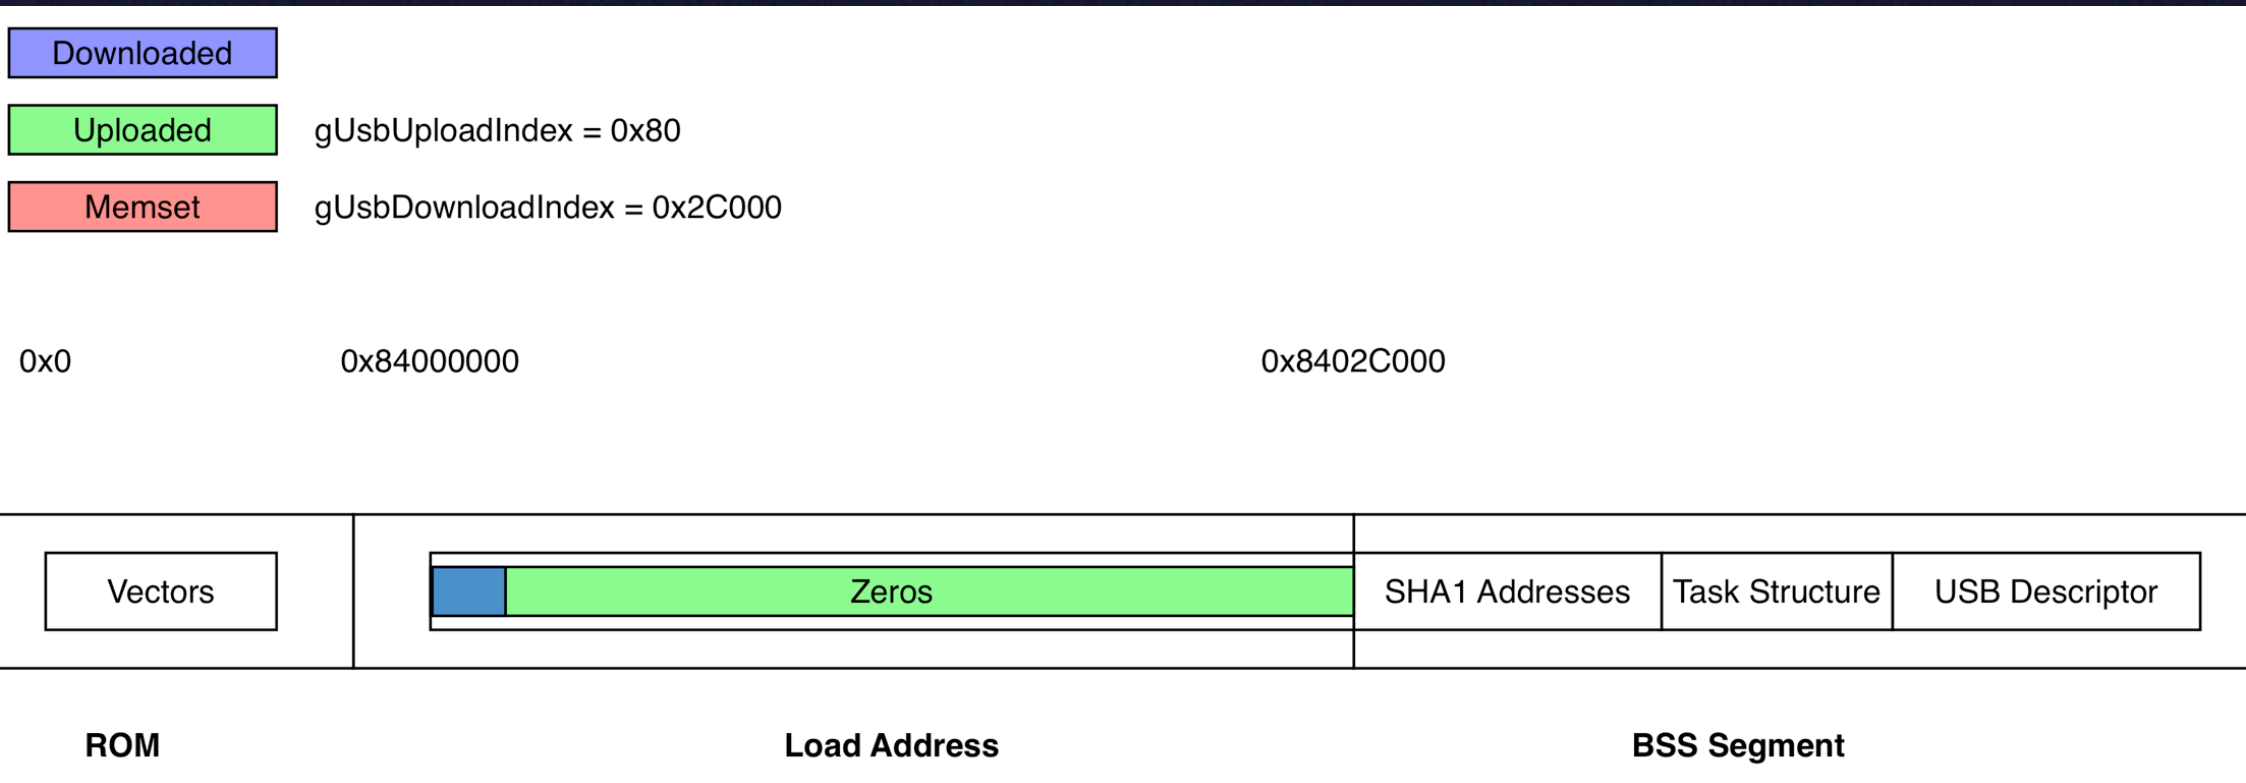 Downloaded
Uploaded
gUsbUploadIndex = 0x80
Memset
gUsbDownloadIndex = 0x2C000
0x0
0x84000000
0x8402C000
Vectors
Zeros
SHA1 Addresses
Task Structure
USB Descriptor
ROM
Load Address
BSS Segment